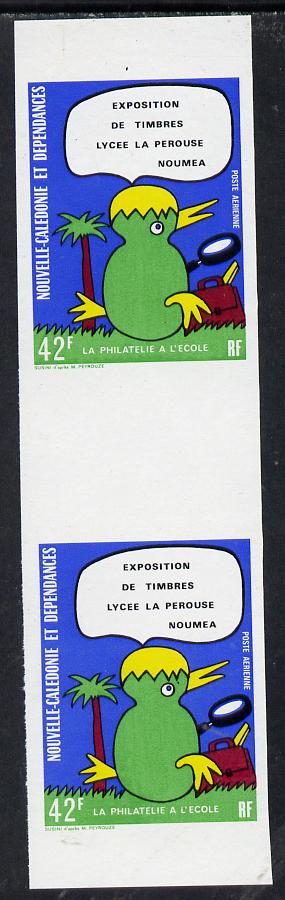 EXPOSITION
DE TIMBRES
LYCEE LA PEROUSE
NOUMEA
NOUVELLE-CALEDONIE ET DEPENDANCES
POSTE AERIENNE
42F LA PHILATELIE A L'ECOLE RF
SUSINI d'après M. PEYROUZE
EXPOSITION
DE TIMBRES
LYCEE LA PEROUSE
NOUMEA
NOUVELLE-CALEDONIE ET DEPENDANCES
POSTE AERIENNE
42F LA PHILATELIE A L'ECOLE RF
SUSINI d'après M. PEYROUZE